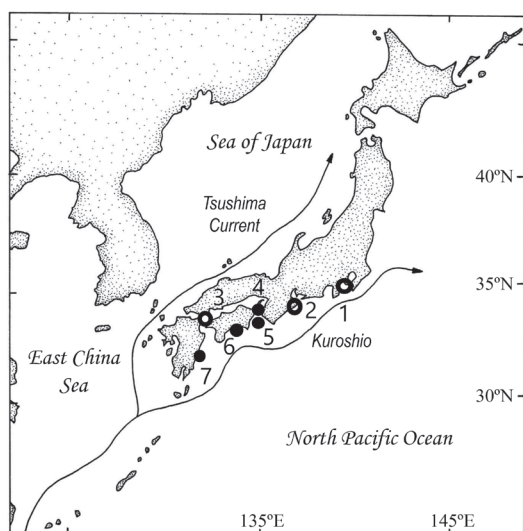 Sea of Japan
40ºN
Tsushima
Current
35ºN
3
4
2
1
5
Kuroshio
6
East China
Sea
7
30ºN
North Pacific Ocean
135ºE
145ºE